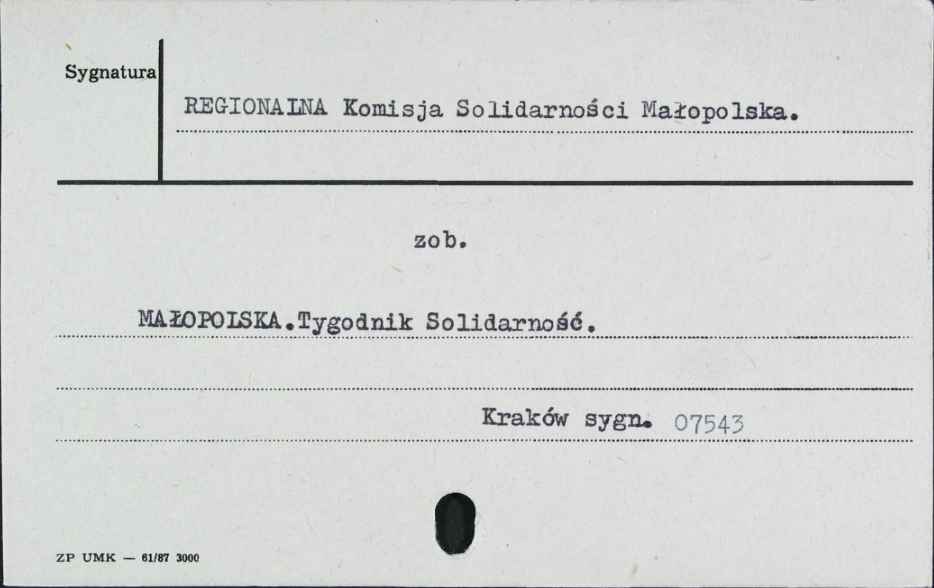 Sygnatura
REGIONALNA Komisja Solidarności Małopolska.
zob.
MAŁOPOLSKA.Tygodnik Solidarność.
Kraków sygn. 07543
ZP UMK — 61/87 3000